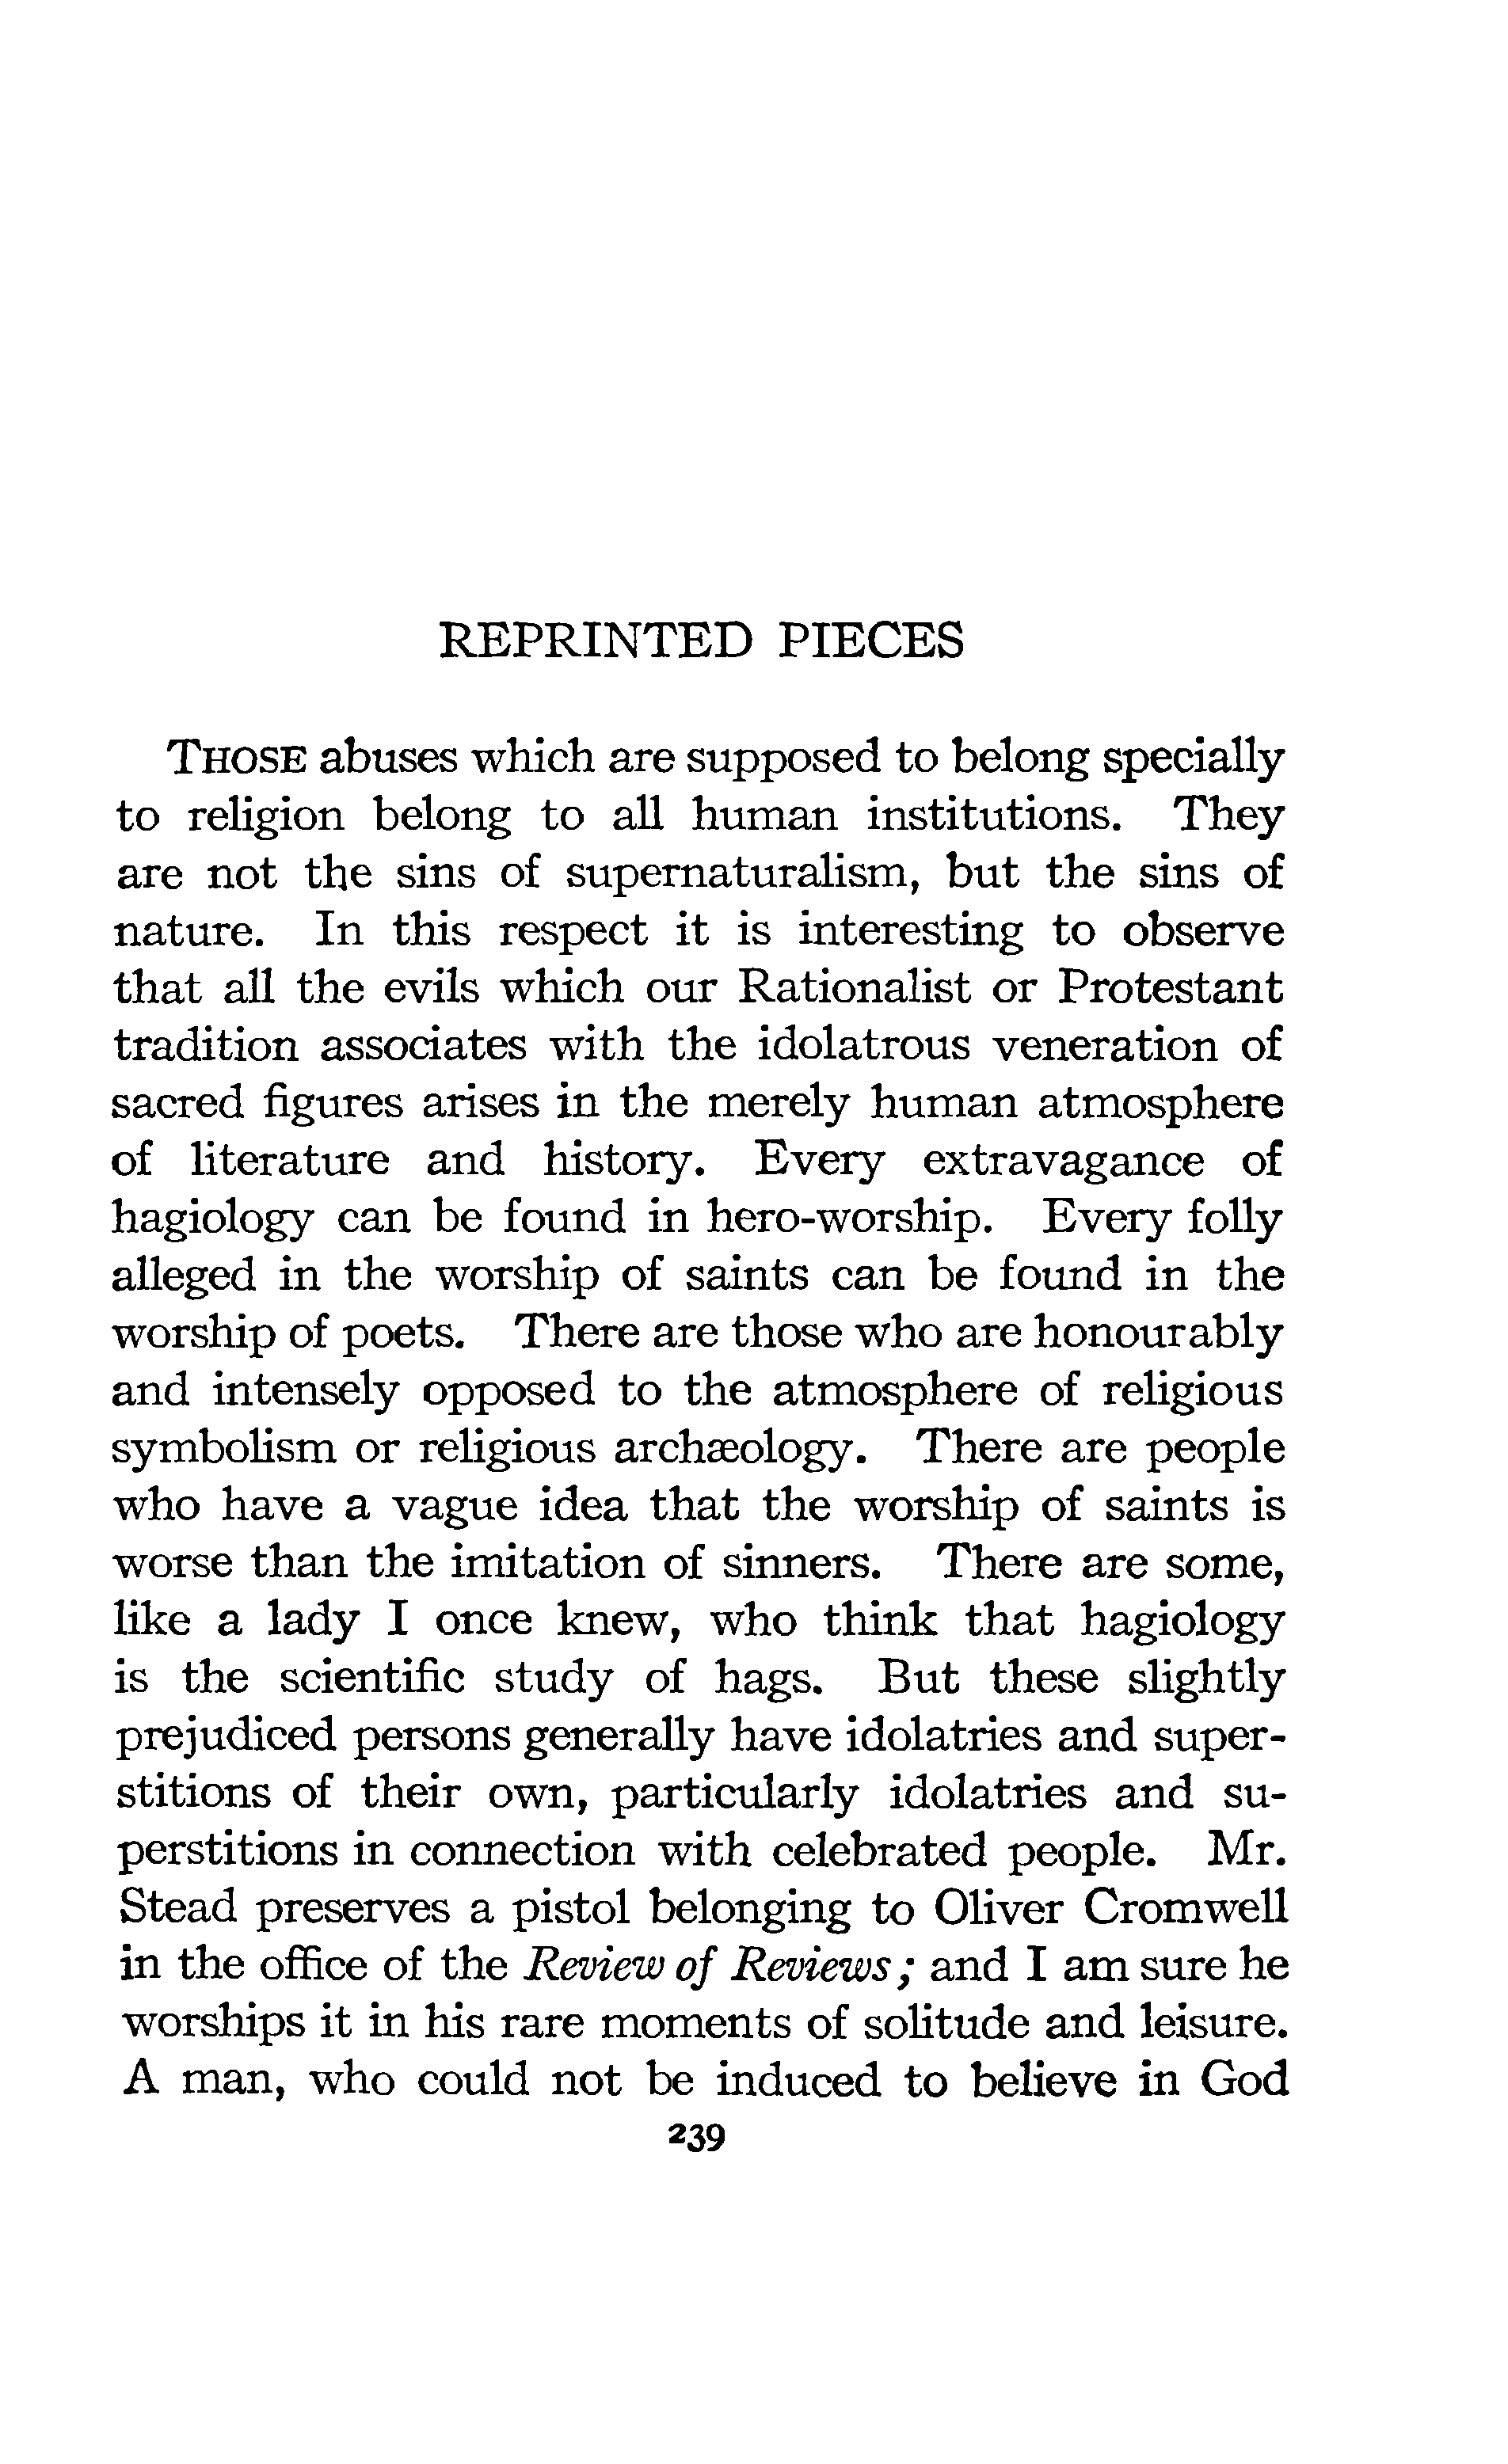 REPRINTED PIECES
THOSE abuses which are supposed to belong specially
to religion belong to all human institutions. They
are not the sins of supernaturalism, but the sins of
nature. In this respect it is interesting to observe
that all the evils which our Rationalist or Protestant
tradition associates with the idolatrous veneration of
sacred figures arises in the merely human atmosphere
of literature and history. Every extravagance of
hagiology can be found in hero-worship. Every folly
alleged in the worship of saints can be found in the
worship of poets. There are those who are honourably
and intensely opposed to the atmosphere of religious
symbolism or religious archæology. There are people
who have a vague idea that the worship of saints is
worse than the imitation of sinners. There are some,
like a lady I once knew, who think that hagiology
is the scientific study of hags. But these slightly
prejudiced persons generally have idolatries and super-
stitions of their own, particularly idolatries and su-
perstitions in connection with celebrated people. Mr.
Stead preserves a pistol belonging to Oliver Cromwell
in the office of the Review of Reviews; and I am sure he
worships it in his rare moments of solitude and leisure.
A man, who could not be induced to believe in God
239